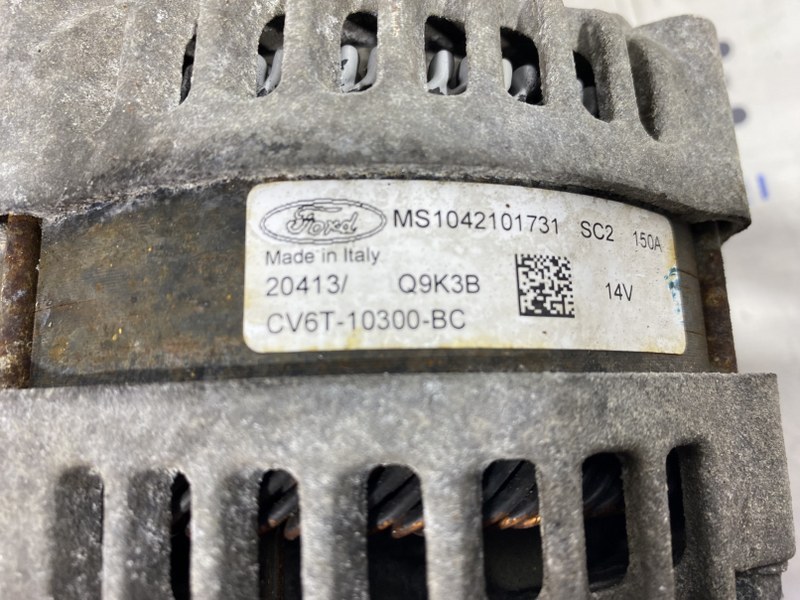 Ford MS1042101731 SC2 150A
Made in Italy
20413/ Q9K3B 14V
CV6T-10300-BC